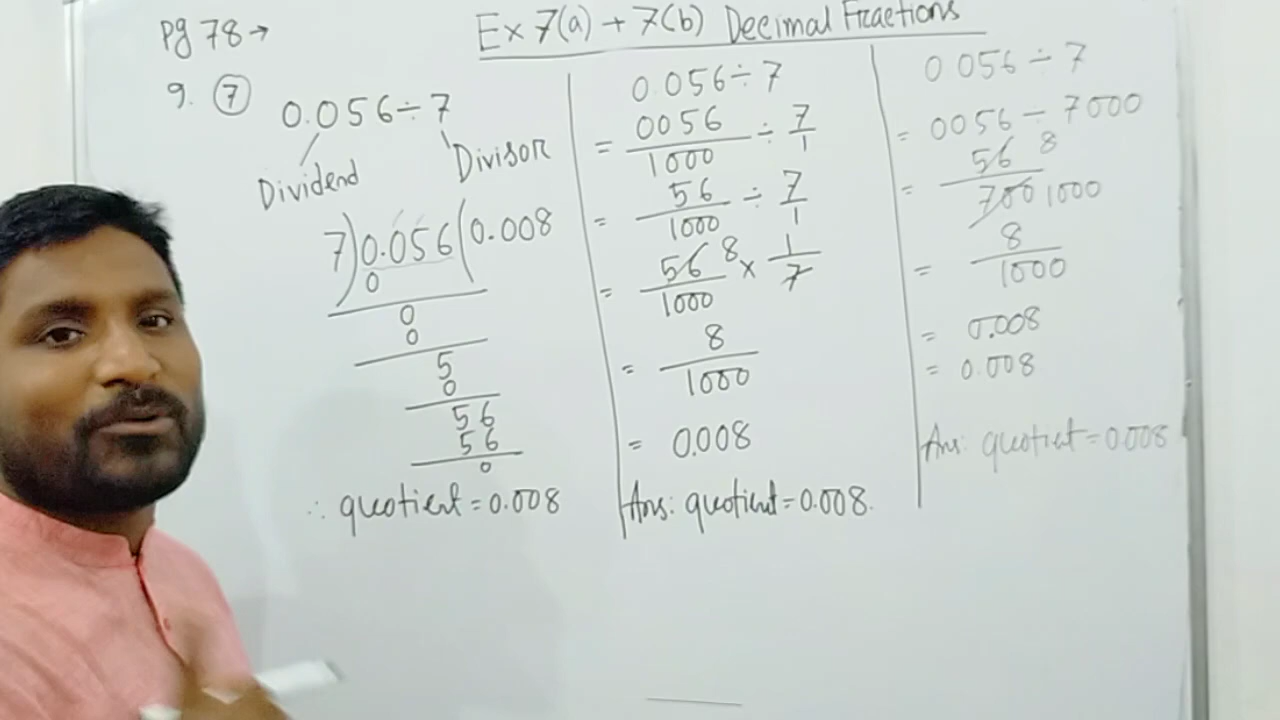 Pg 78→
Ex 7(a) + 7(b) Decimal Fractions
9. 7
0.056 ÷ 7
Dividend
Divisor
7)0.056(0.008
0
0
0
5
0
56
56
0
∴ quotient = 0.008
0.056 ÷ 7
= 0056/1000 ÷ 7/1
= 56/1000 ÷ 7/1
= 56 8/1000 × 1/7
= 8/1000
= 0.008
Ans: quotient = 0.008.
0 056 ÷ 7
= 0056 ÷ 7000
= 56 8/700 1000
= 8/1000
= 0.008
= 0.008
Ans: quotient = 0.008